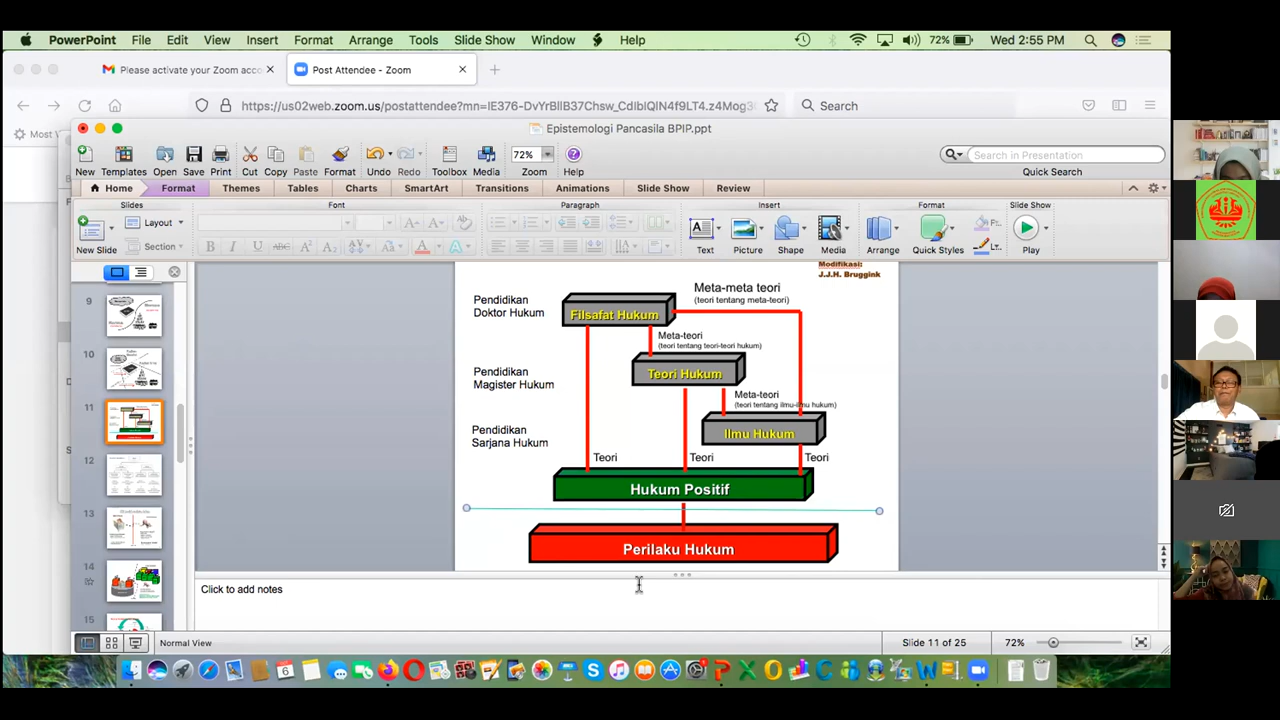 PowerPoint File Edit View Insert Format Arrange Tools Slide Show Window Help 72% Wed 2:55 PM
Please activate your Zoom acco
Post Attendee - Zoom
Search
Most V
Epistemologi Pancasila BPIP.ppt
72%
Search in Presentation
New Templates Open Save Print Cut Copy Paste Format Undo Redo Toolbox Media Zoom Help
Quick Search
Home Format Themes Tables Charts SmartArt Transitions Animations Slide Show Review
Slides Font Paragraph Insert Format Slide Show
Layout
Section
New Slide
Text Picture Shape Media Arrange Quick Styles Play
Modifikasi:
J.J.H. Bruggink
Meta-meta teori
(teori tentang meta-teori)
Pendidikan
Doktor Hukum
Filsafat Hukum
Meta-teori
(teori tentang teori-teori hukum)
Pendidikan
Magister Hukum
Teori Hukum
Meta-teori
(teori tentang ilmu-ilmu hukum)
Pendidikan
Sarjana Hukum
Ilmu Hukum
Teori Teori Teori
Hukum Positif
Perilaku Hukum
9
10
11
12
13
14
15
Click to add notes
Normal View
Slide 11 of 25
72%